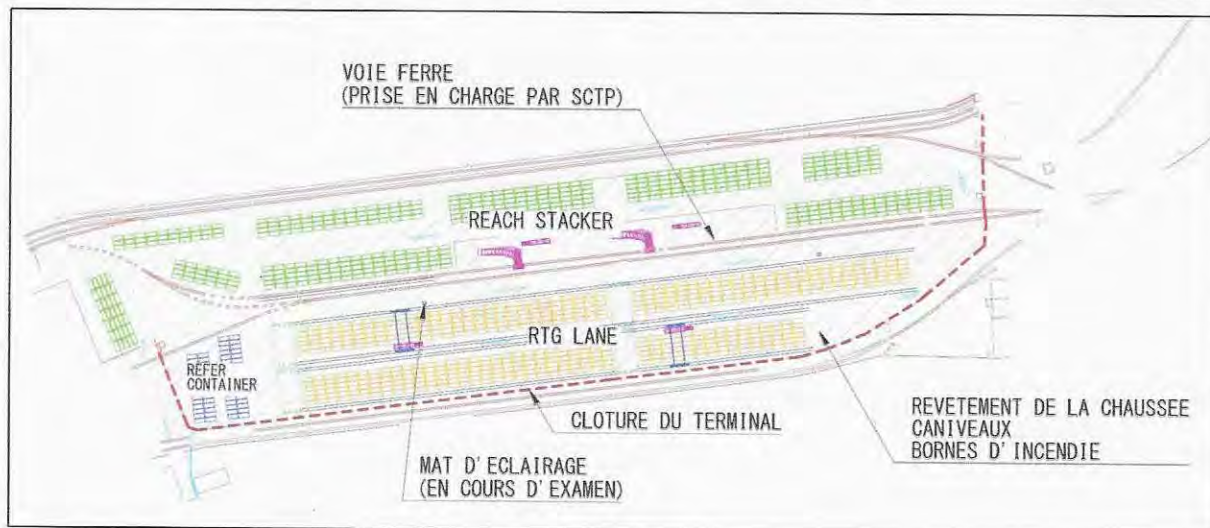 VOIE FERRE
(PRISE EN CHARGE PAR SCTP)
REACH STACKER
RTG LANE
REFER
CONTAINER
CLOTURE DU TERMINAL
REVETEMENT DE LA CHAUSSEE
CANIVEAUX
BORNES D'INCENDIE
MAT D'ECLAIRAGE
(EN COURS D'EXAMEN)